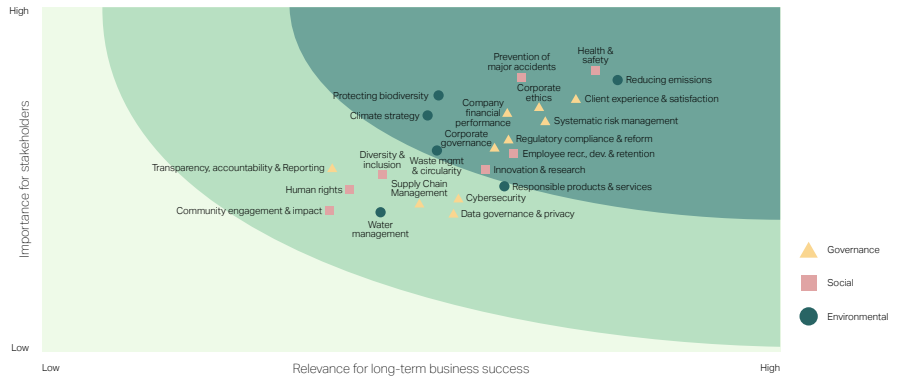 High
Health &
safety
Prevention of
major accidents
Reducing emissions
Corporate
ethics
Protecting biodiversity
Client experience & satisfaction
Company
financial
performance
Climate strategy
Systematic risk management
Corporate
governance
Regulatory compliance & reform
Employee recr., dev. & retention
Diversity &
inclusion
Waste mgmt
& circularity
Transparency, accountability & Reporting
Innovation & research
Supply Chain
Management
Human rights
Responsible products & services
Cybersecurity
Community engagement & impact
Data governance & privacy
Water
management
Importance for stakeholders
Governance
Social
Environmental
Low
Low
Relevance for long-term business success
High